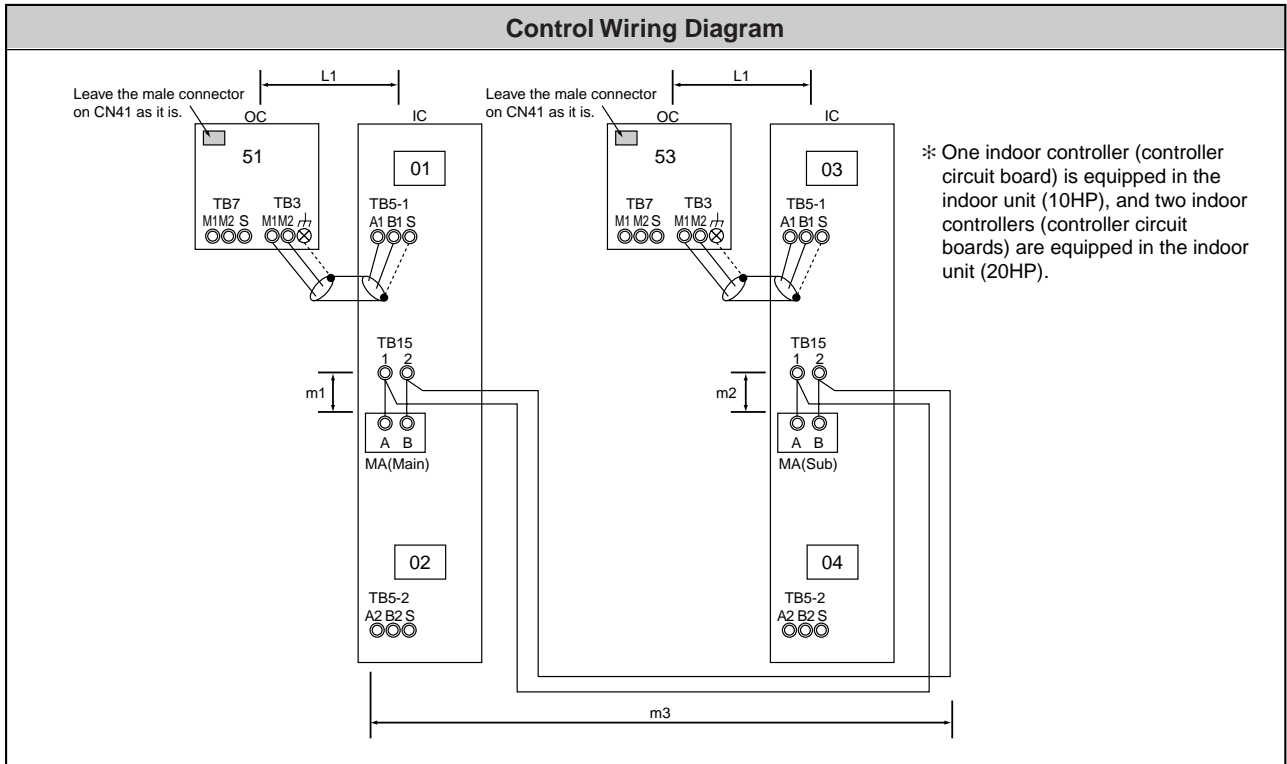 Control Wiring Diagram
L1
Leave the male connector
on CN41 as it is.
OC
IC
51
01
TB7
TB3
TB5-1
M1 M2 S
M1 M2
A1 B1 S
TB15
1 2
m1
A B
MA(Main)
02
TB5-2
A2 B2 S
L1
Leave the male connector
on CN41 as it is.
OC
IC
53
03
TB7
TB3
TB5-1
M1 M2 S
M1 M2
A1 B1 S
TB15
1 2
m2
A B
MA(Sub)
04
TB5-2
A2 B2 S
m3
✻ One indoor controller (controller
circuit board) is equipped in the
indoor unit (10HP), and two indoor
controllers (controller circuit
boards) are equipped in the indoor
unit (20HP).